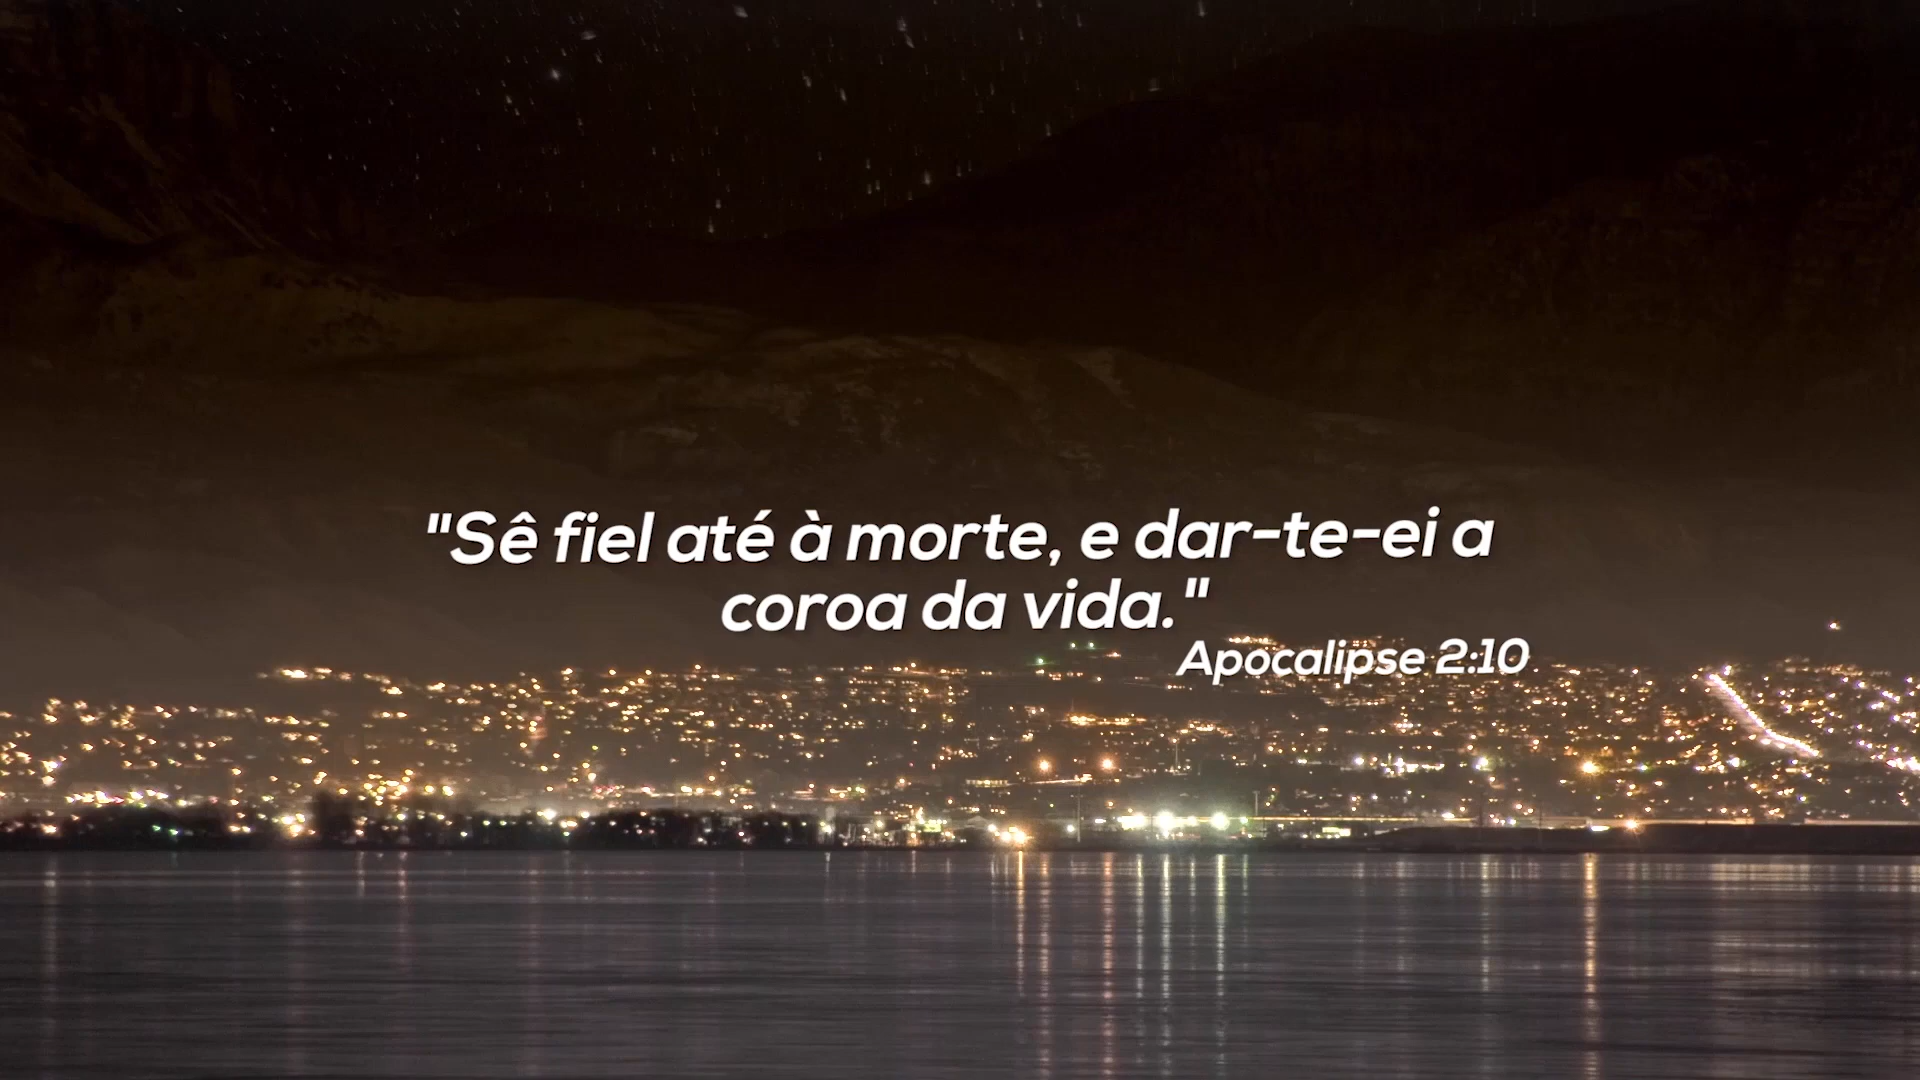 "Sê fiel até à morte, e dar-te-ei a
coroa da vida."
Apocalipse 2:10